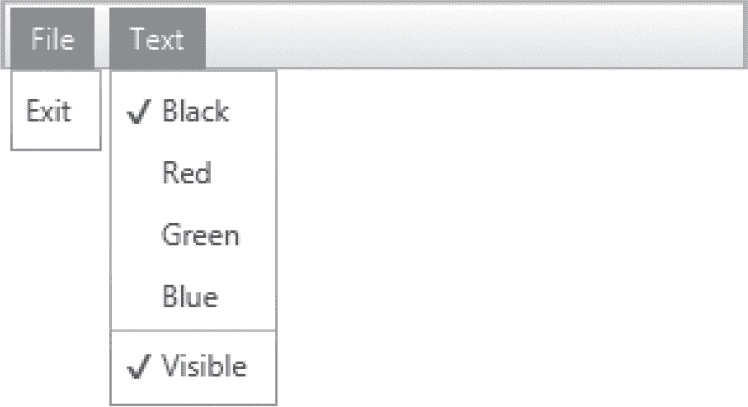 File Text
Exit
✓ Black
Red
Green
Blue
✓ Visible